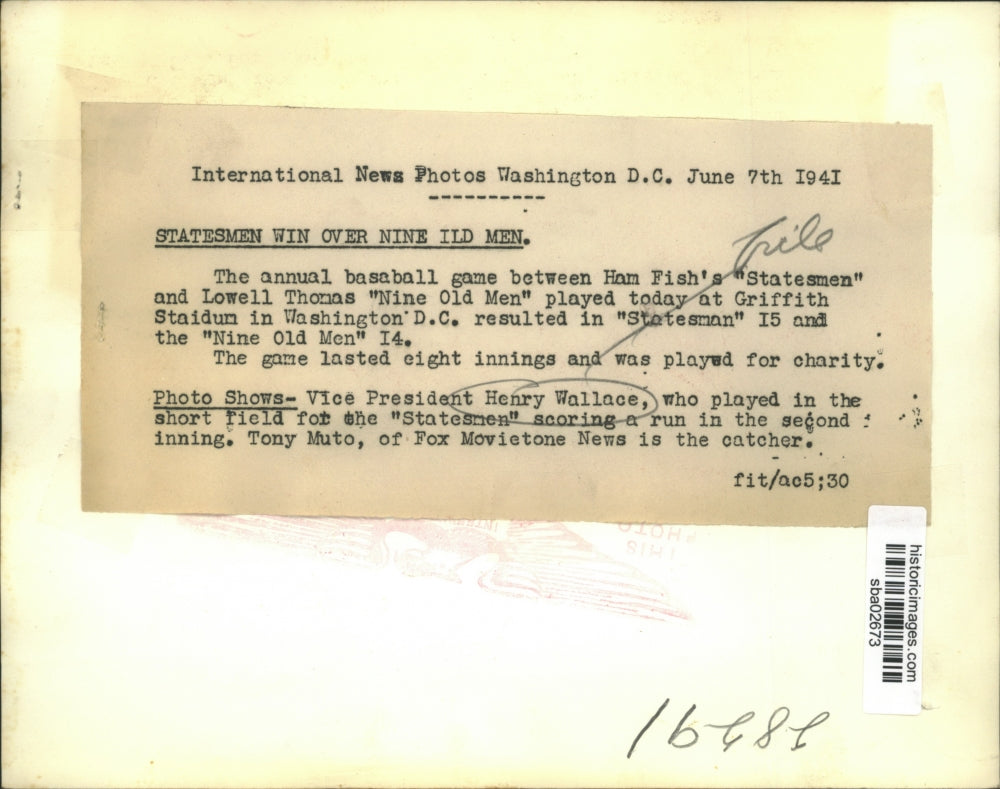 International News Photos Washington D.C. June 7th I94I
----------
STATESMEN WIN OVER NINE ILD MEN.
file
The annual basaball game between Ham Fish's "Statesmen"
and Lowell Thomas "Nine Old Men" played today at Griffith
Staidum in Washington D.C. resulted in "Statesman" I5 and
the "Nine Old Men" I4.
The game lasted eight innings and was played for charity.
Photo Shows- Vice President Henry Wallace, who played in the
short field for the "Statesmen" scoring a run in the second
inning. Tony Muto, of Fox Movietone News is the catcher.
fit/ac5;30
THIS
PHOTO
historicimages.com
sba02673